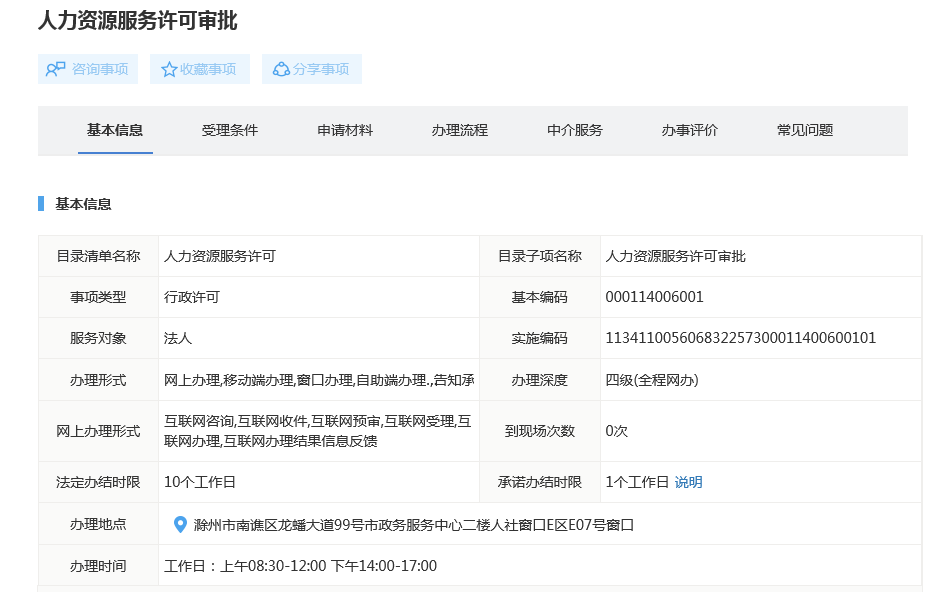 人力资源服务许可审批
咨询事项 收藏事项 分享事项
基本信息 受理条件 申请材料 办理流程 中介服务 办事评价 常见问题
基本信息
目录清单名称 人力资源服务许可 目录子项名称 人力资源服务许可审批
事项类型 行政许可 基本编码 000114006001
服务对象 法人 实施编码 11341100560683225730001140060​0101
办理形式 网上办理,移动端办理,窗口办理,自助端办理.,告知承 办理深度 四级(全程网办)
网上办理形式 互联网咨询,互联网收件,互联网预审,互联网受理,互
联网办理,互联网办理结果信息反馈 到现场次数 0次
法定办结时限 10个工作日 承诺办结时限 1个工作日 说明
办理地点 滁州市南谯区龙蟠大道99号市政务服务中心二楼人社窗口E区E07号窗口
办理时间 工作日：上午08:30-12:00 下午14:00-17:00